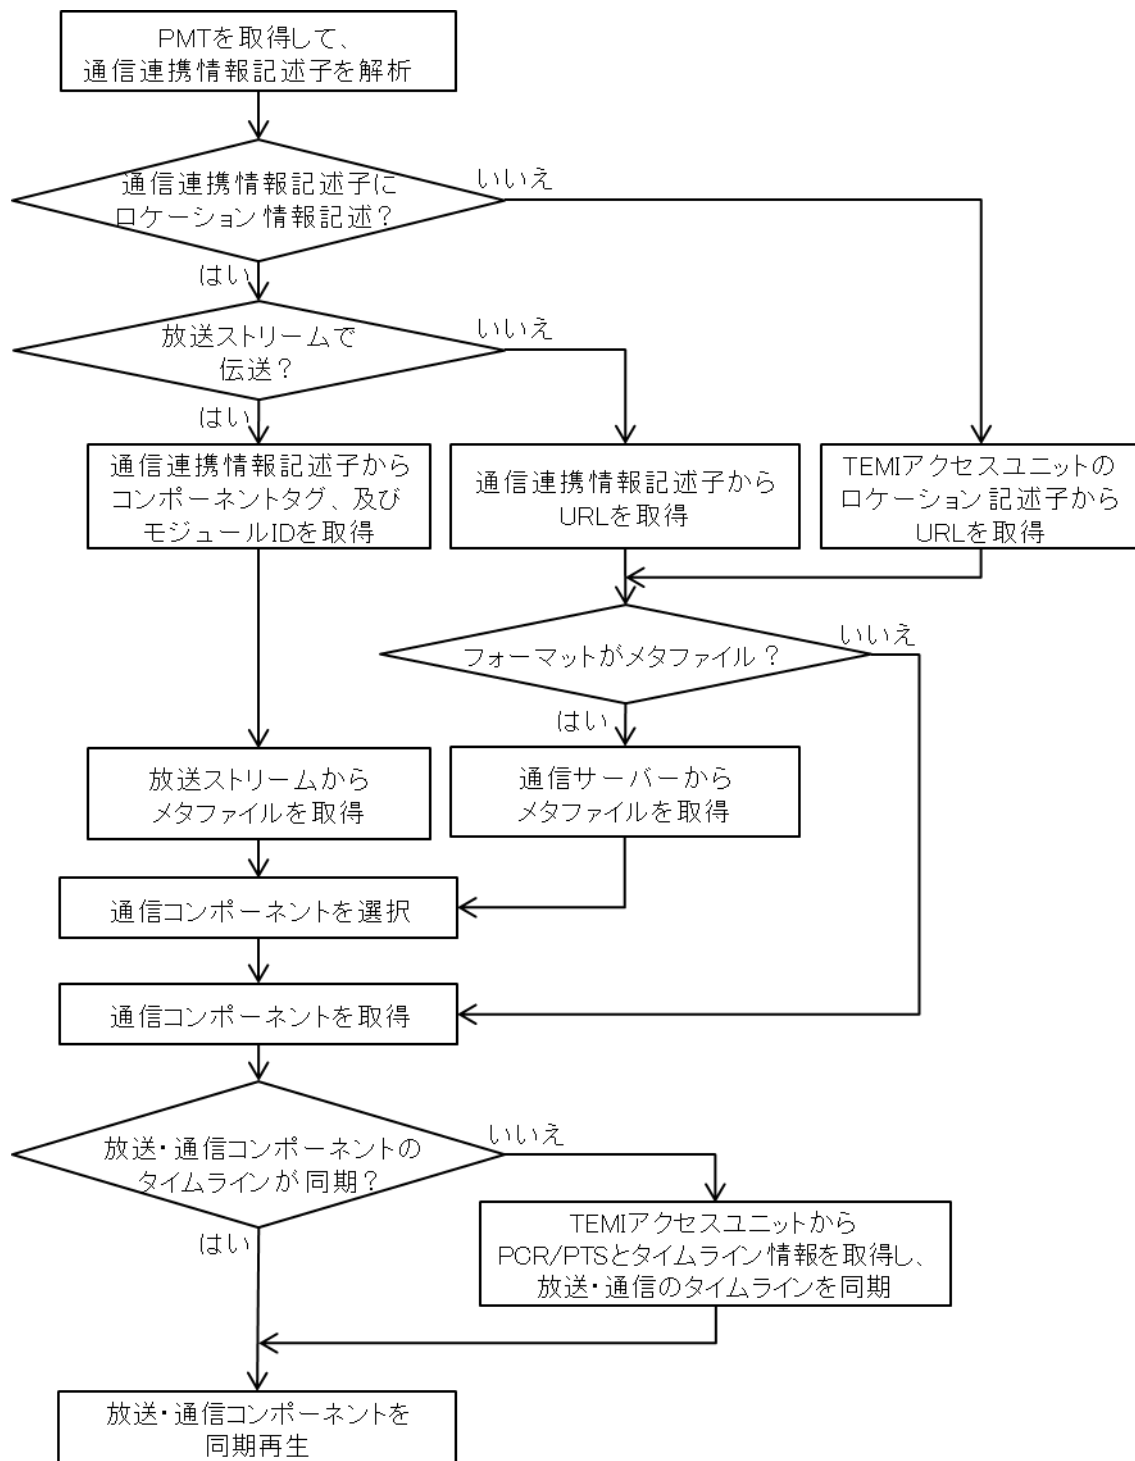 PMTを取得して、
通信連携情報記述子を解析
通信連携情報記述子に
ロケーション情報記述？
いいえ
はい
放送ストリームで
伝送？
いいえ
はい
通信連携情報記述子から
コンポーネントタグ、及び
モジュールIDを取得
通信連携情報記述子から
URLを取得
TEMIアクセスユニットの
ロケーション記述子から
URLを取得
フォーマットがメタファイル？
いいえ
はい
放送ストリームから
メタファイルを取得
通信サーバーから
メタファイルを取得
通信コンポーネントを選択
通信コンポーネントを取得
放送・通信コンポーネントの
タイムラインが同期？
いいえ
はい
TEMIアクセスユニットから
PCR/PTSとタイムライン情報を取得し、
放送・通信のタイムラインを同期
放送・通信コンポーネントを
同期再生